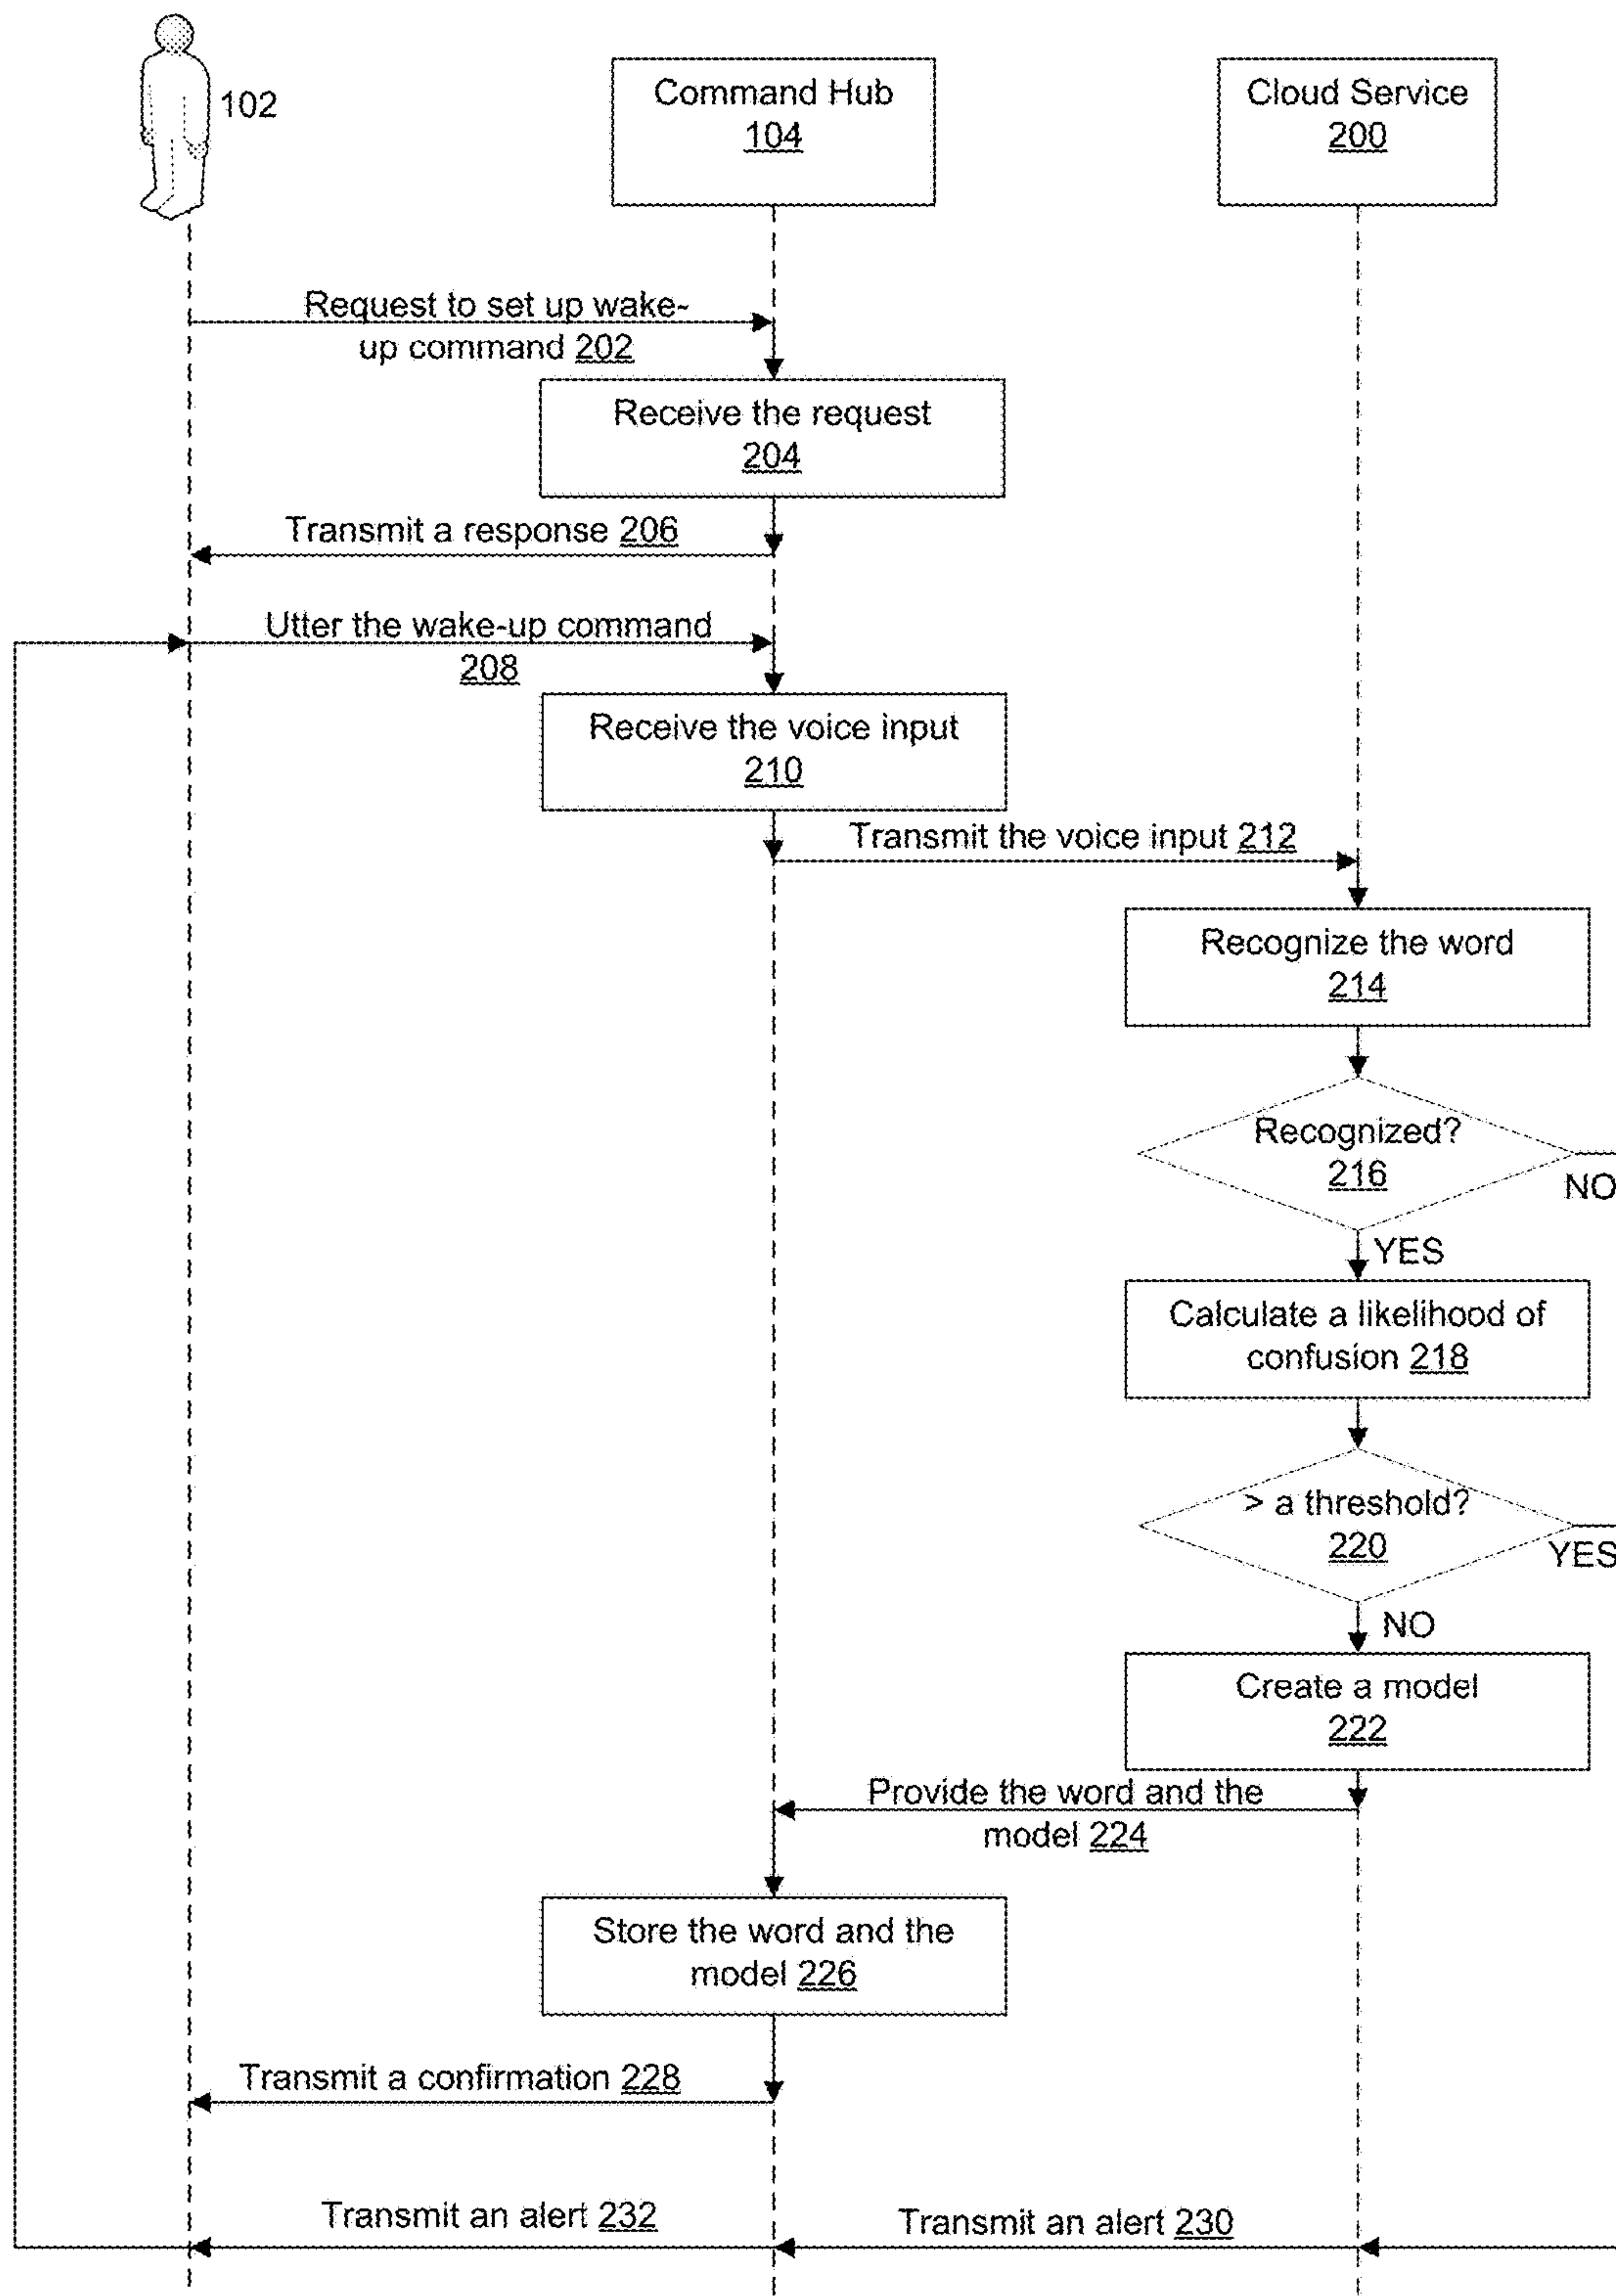 102
Command Hub
104
Cloud Service
200
Request to set up wake-
up command 202
Receive the request
204
Transmit a response 206
Utter the wake-up command
208
Receive the voice input
210
Transmit the voice input 212
Recognize the word
214
Recognized?
216
NO
YES
Calculate a likelihood of
confusion 218
> a threshold?
220
YES
NO
Create a model
222
Provide the word and the
model 224
Store the word and the
model 226
Transmit a confirmation 228
Transmit an alert 232
Transmit an alert 230